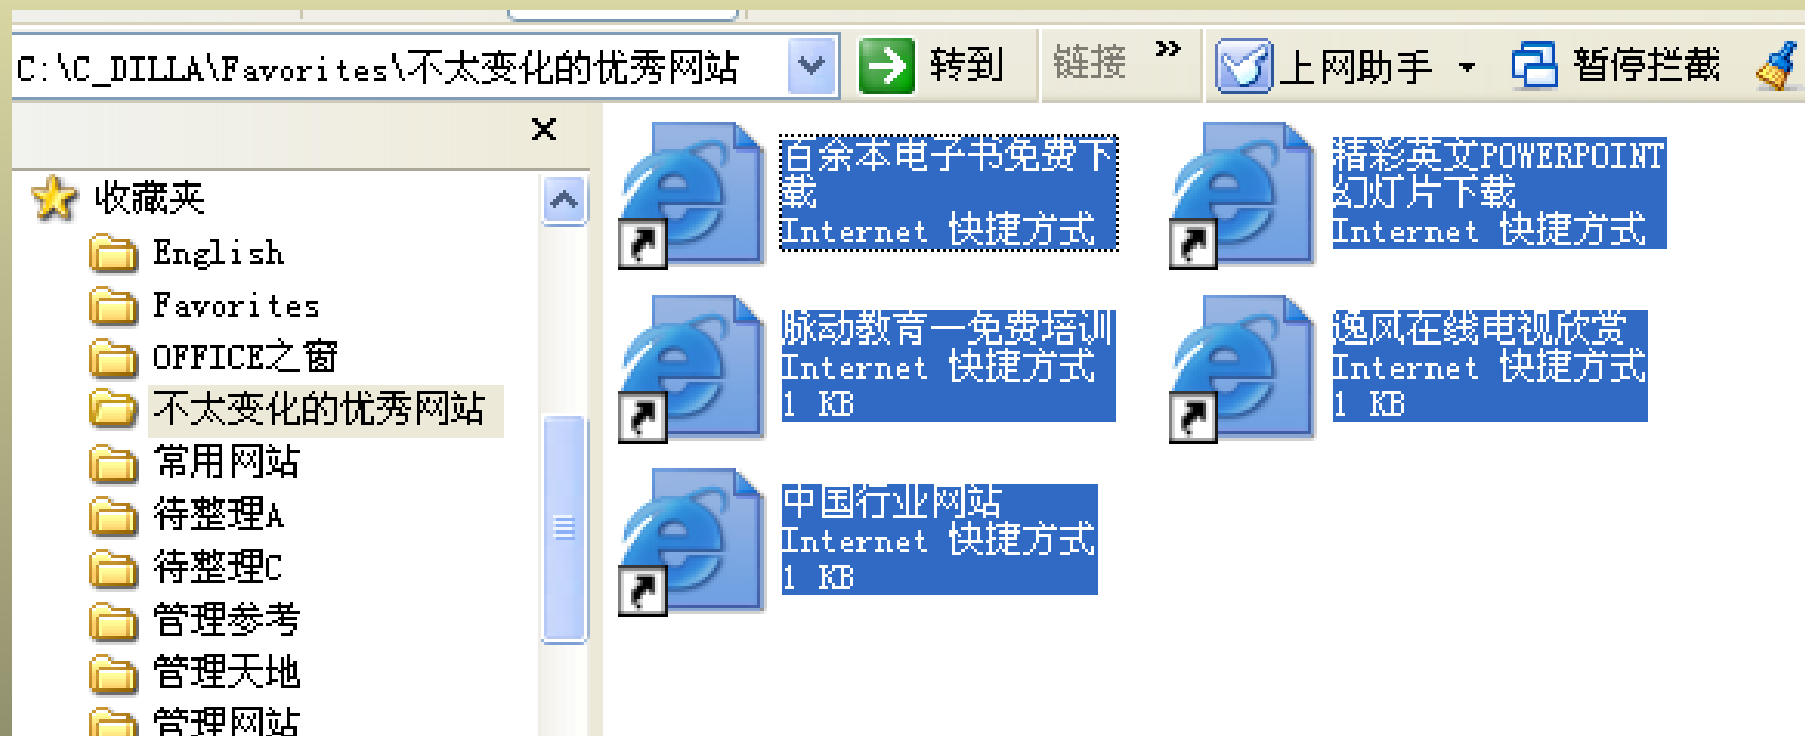 C:\C_DILLA\Favorites\不太变化的优秀网站
转到
链接
»
上网助手
暂停拦截
收藏夹
English
Favorites
OFFICE之窗
不太变化的优秀网站
常用网站
待整理A
待整理C
管理参考
管理天地
管理网站
百余本电子书免费下
载
Internet 快捷方式
精彩英文POWERPOINT
幻灯片下载
Internet 快捷方式
脉动教育—免费培训
Internet 快捷方式
1 KB
逸风在线电视欣赏
Internet 快捷方式
1 KB
中国行业网站
Internet 快捷方式
1 KB